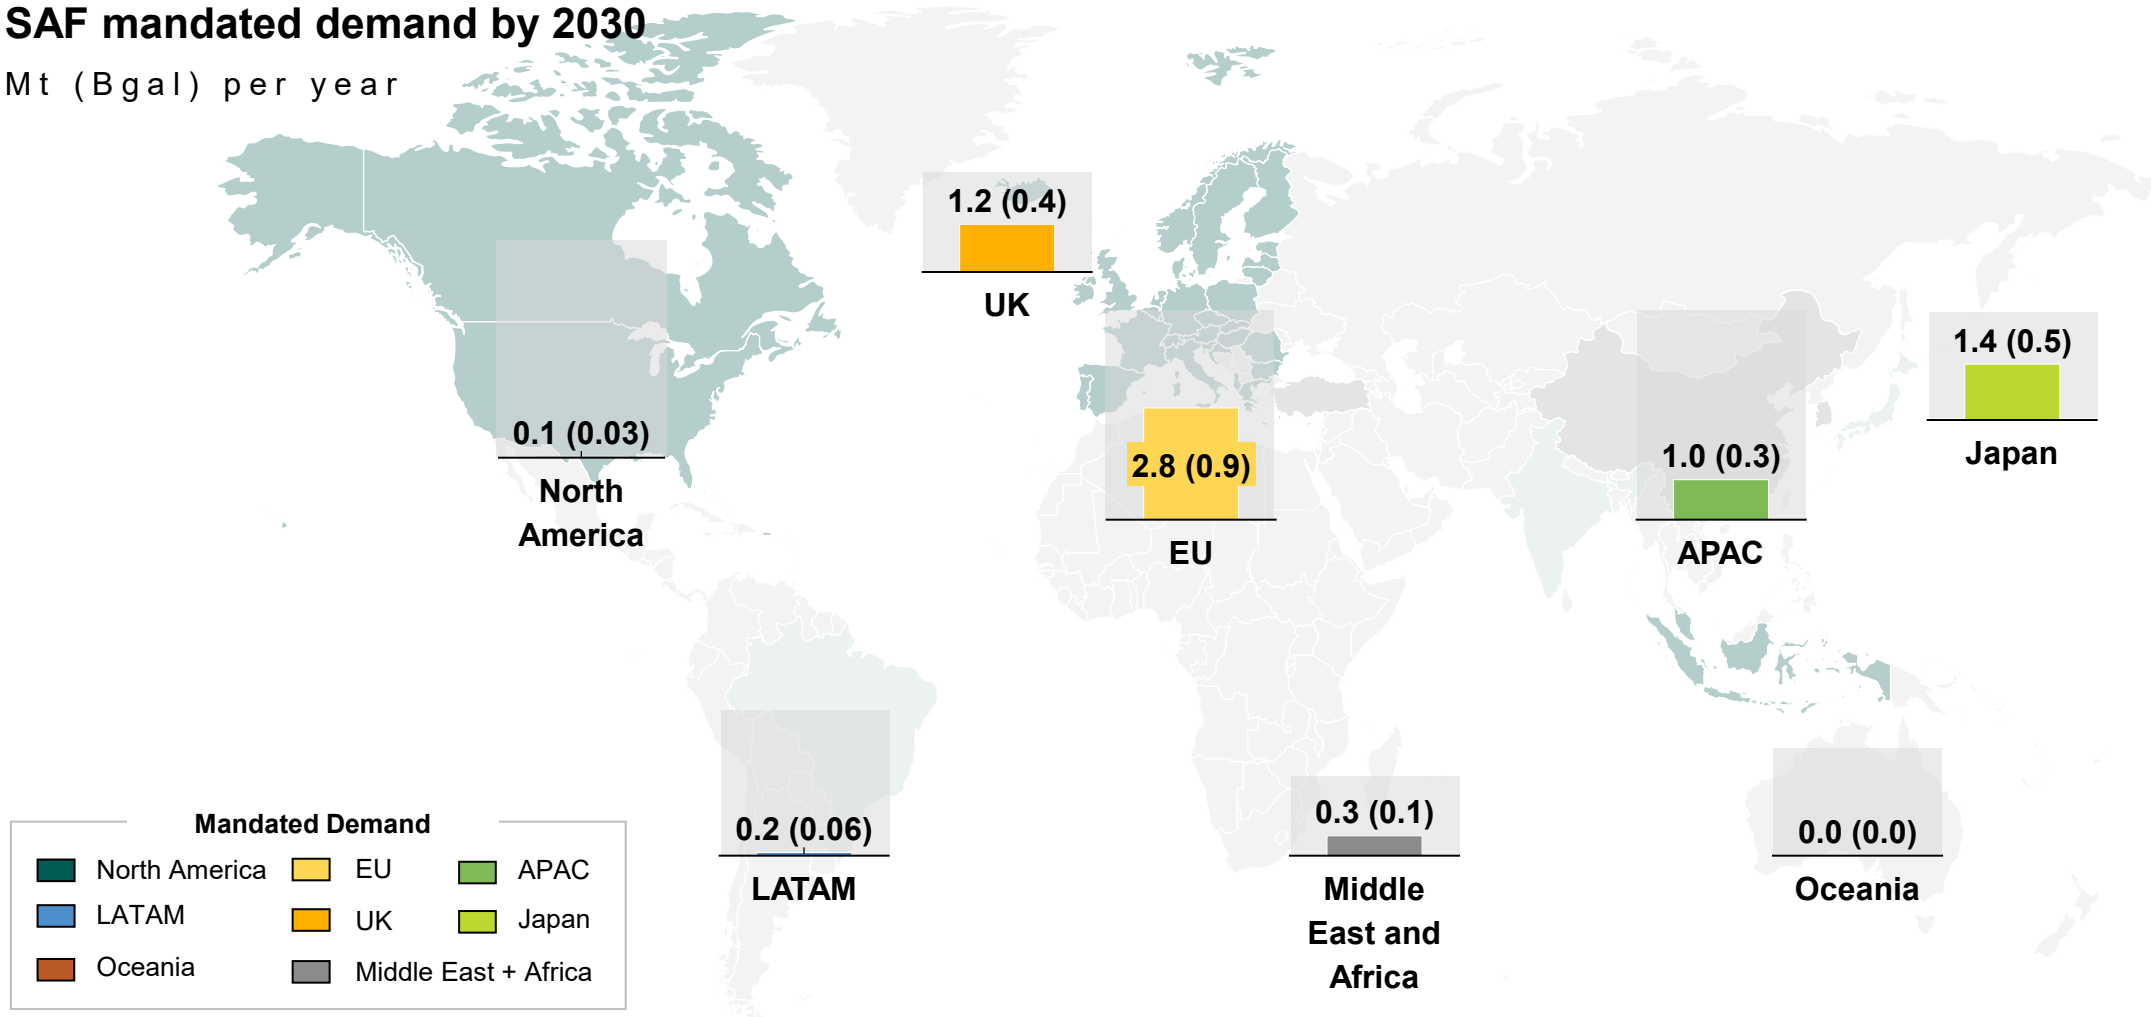 SAF mandated demand by 2030
Mt (Bgal) per year
1.2 (0.4)
UK
0.1 (0.03)
North
America
2.8 (0.9)
EU
1.0 (0.3)
APAC
1.4 (0.5)
Japan
0.2 (0.06)
LATAM
0.3 (0.1)
Middle
East and
Africa
0.0 (0.0)
Oceania
Mandated Demand
North America
EU
APAC
LATAM
UK
Japan
Oceania
Middle East + Africa